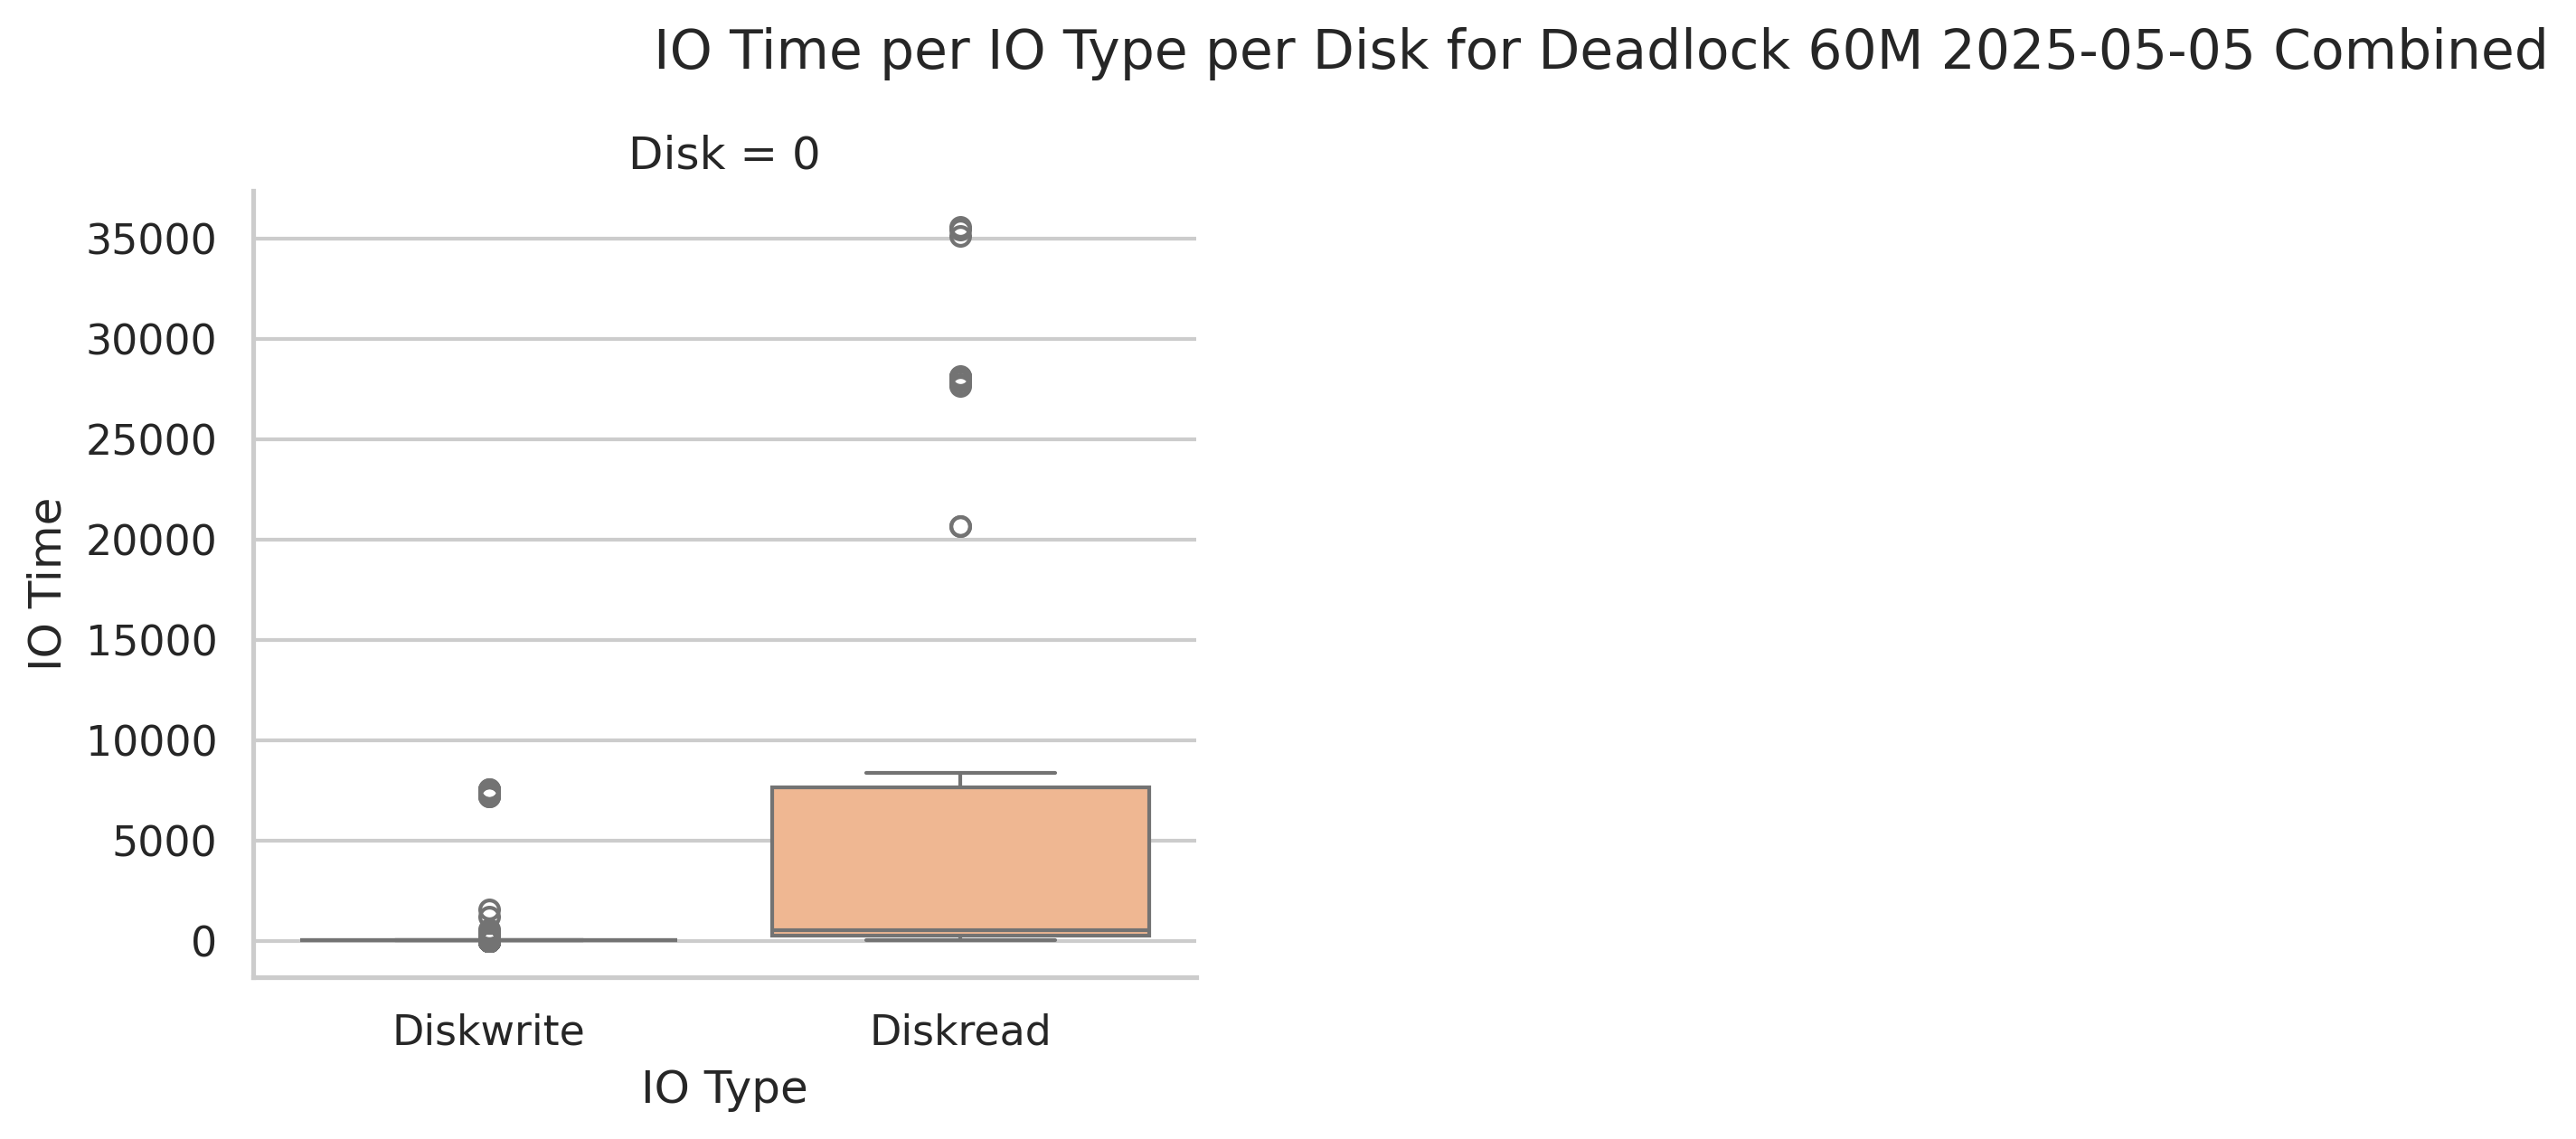 IO Time per IO Type per Disk for Deadlock 60M 2025-05-05 Combined
Disk = 0
35000
30000
25000
20000
15000
10000
5000
0
IO Time
Diskwrite
Diskread
IO Type